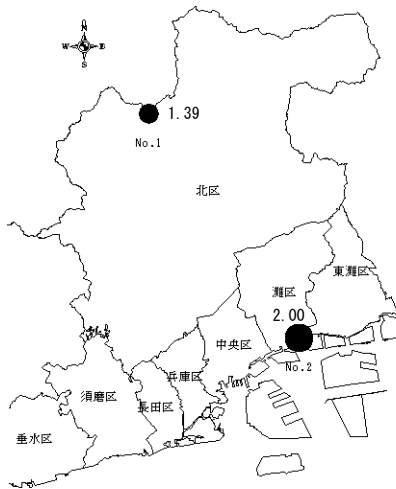 N
W E
S
1.39
No.1
北区
東灘区
灘区
2.00
中央区
No.2
兵庫区
須磨区
長田区
垂水区